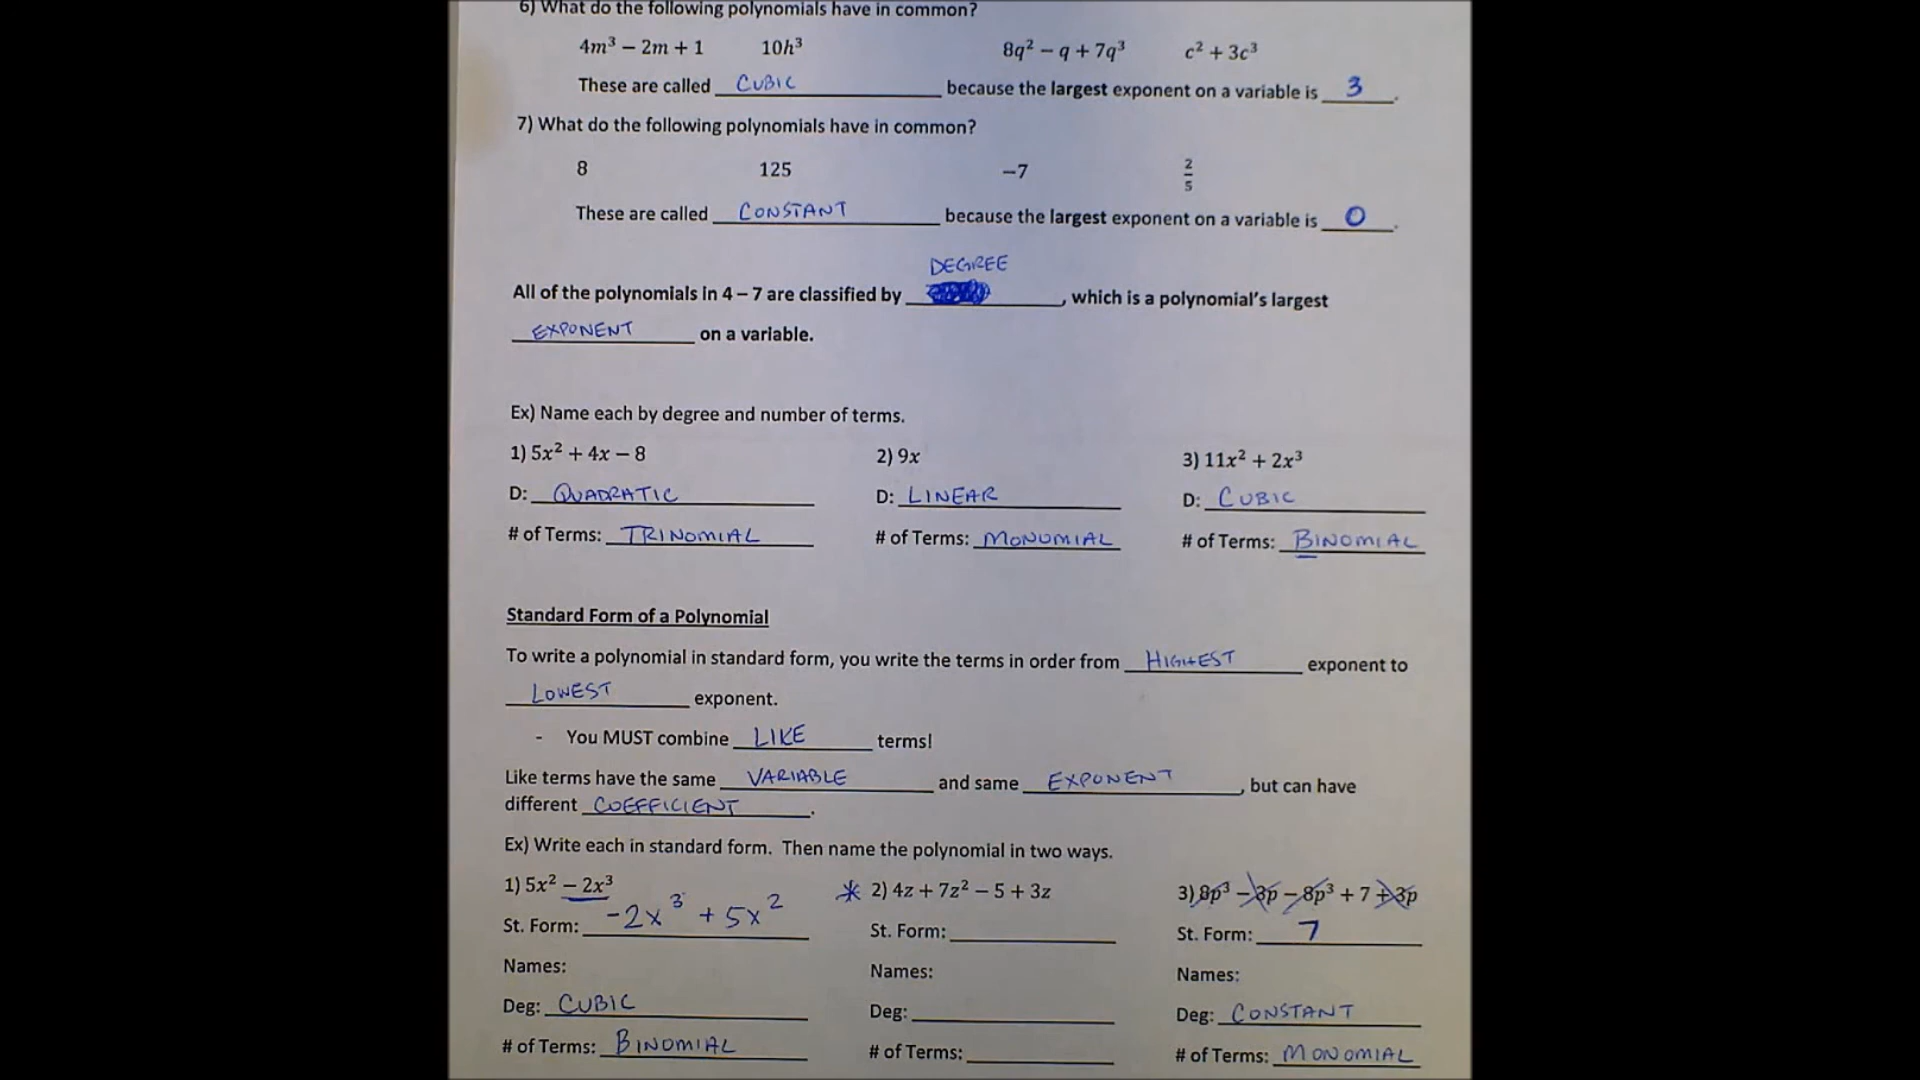 6) What do the following polynomials have in common?
4m³ − 2m + 1 10h³ 8q² − q + 7q³ c² + 3c³
These are called CUBIC because the largest exponent on a variable is 3.
7) What do the following polynomials have in common?
8 125 −7 2/5
These are called CONSTANT because the largest exponent on a variable is 0.
DEGREE
All of the polynomials in 4 – 7 are classified by ____, which is a polynomial's largest
EXPONENT on a variable.
Ex) Name each by degree and number of terms.
1) 5x² + 4x − 8 2) 9x 3) 11x² + 2x³
D: QUADRATIC D: LINEAR D: CUBIC
# of Terms: TRINOMIAL # of Terms: MONOMIAL # of Terms: BINOMIAL
Standard Form of a Polynomial
To write a polynomial in standard form, you write the terms in order from HIGHEST exponent to
LOWEST exponent.
- You MUST combine LIKE terms!
Like terms have the same VARIABLE and same EXPONENT, but can have
different COEFFICIENT.
Ex) Write each in standard form. Then name the polynomial in two ways.
1) 5x² − 2x³ * 2) 4z + 7z² − 5 + 3z 3) 8p³ − 3p − 8p³ + 7 + 3p
St. Form: -2x³ + 5x² St. Form: ____ St. Form: 7
Names: Names: Names:
Deg: CUBIC Deg: ____ Deg: CONSTANT
# of Terms: BINOMIAL # of Terms: ____ # of Terms: MONOMIAL